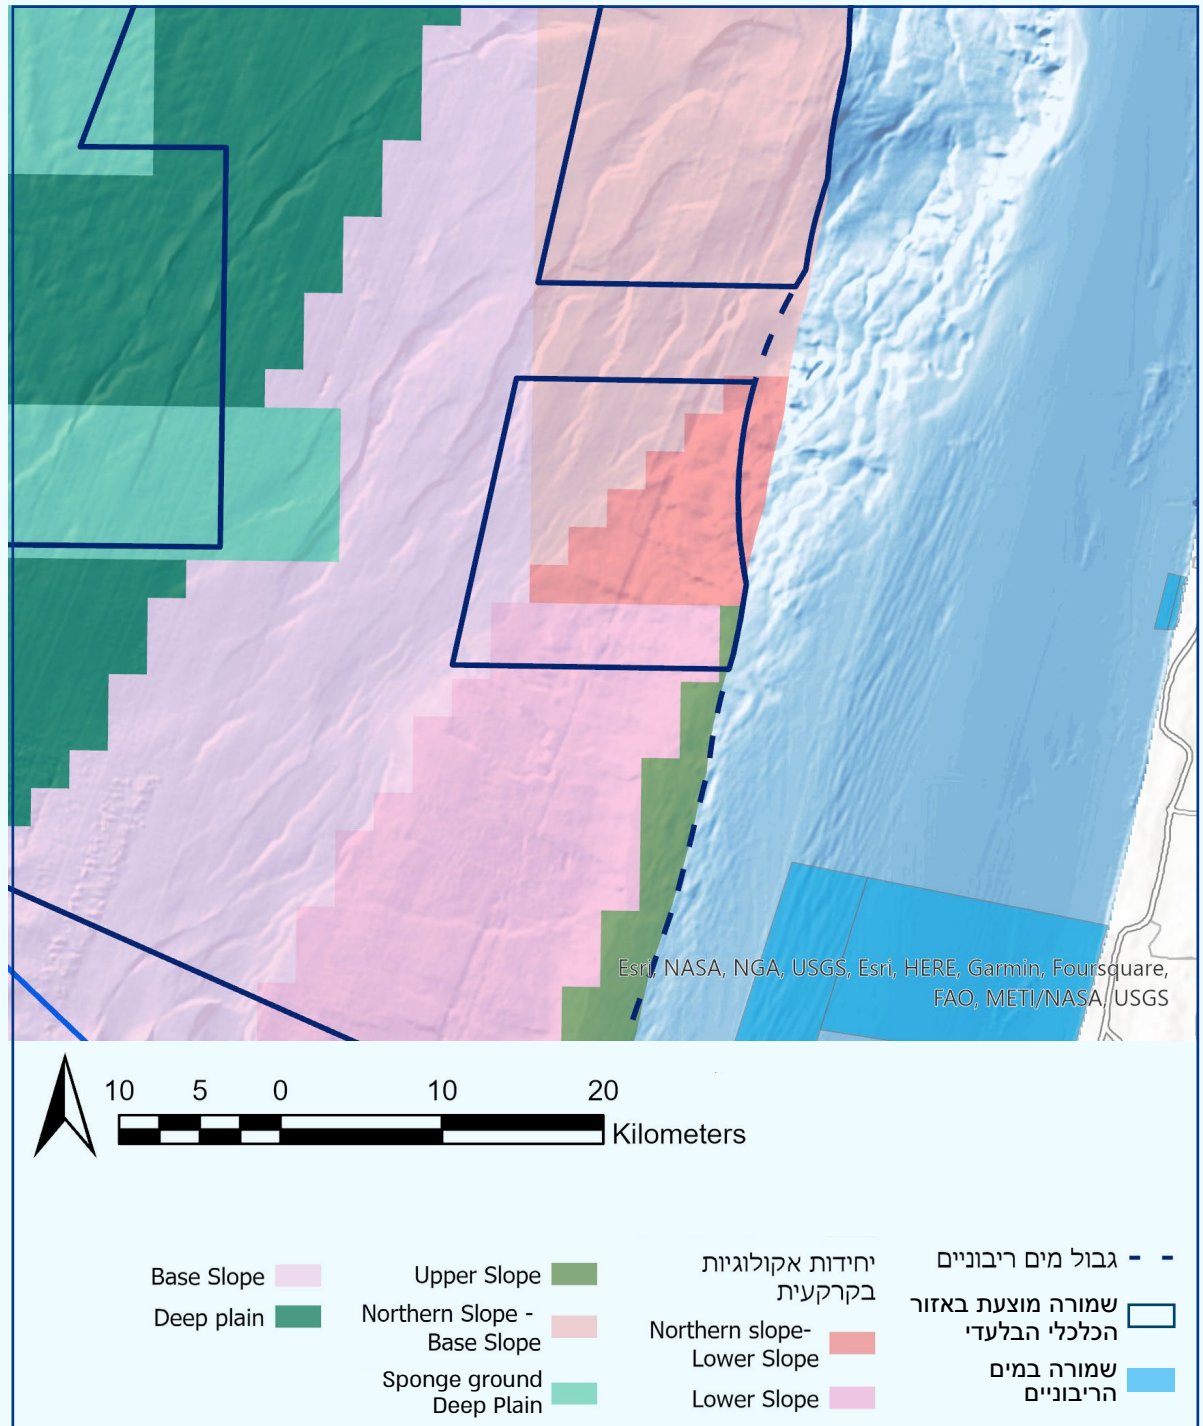 Esri, NASA, NGA, USGS, Esri, HERE, Garmin, Foursquare,
FAO, METI/NASA, USGS
10 5 0 10 20
Kilometers
גבול מים ריבוניים
שמורה מוצעת באזור
הכלכלי הבלעדי
שמורה במים
הריבוניים
יחידות אקולוגיות
בקרקעית
Northern slope-
Lower Slope
Lower Slope
Upper Slope
Northern Slope -
Base Slope
Sponge ground
Deep Plain
Base Slope
Deep plain